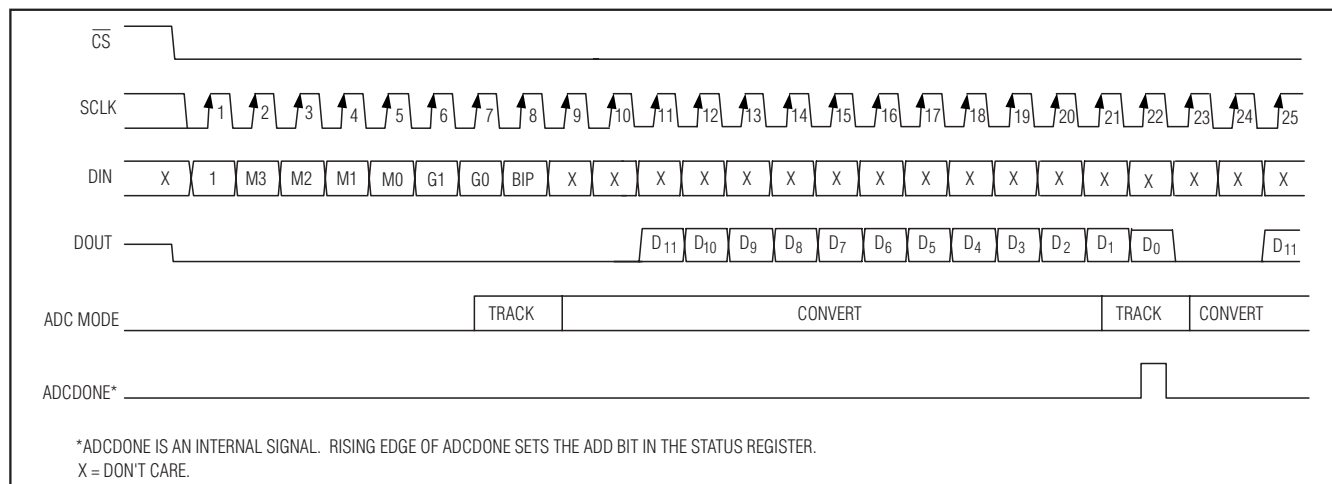 CS
SCLK 1 2 3 4 5 6 7 8 9 10 11 12 13 14 15 16 17 18 19 20 21 22 23 24 25
DIN X 1 M3 M2 M1 M0 G1 G0 BIP X X X X X X X X X X X X X X X X X
DOUT D11 D10 D9 D8 D7 D6 D5 D4 D3 D2 D1 D0 D11
ADC MODE TRACK CONVERT TRACK CONVERT
ADCDONE*
*ADCDONE IS AN INTERNAL SIGNAL. RISING EDGE OF ADCDONE SETS THE ADD BIT IN THE STATUS REGISTER.
X = DON'T CARE.